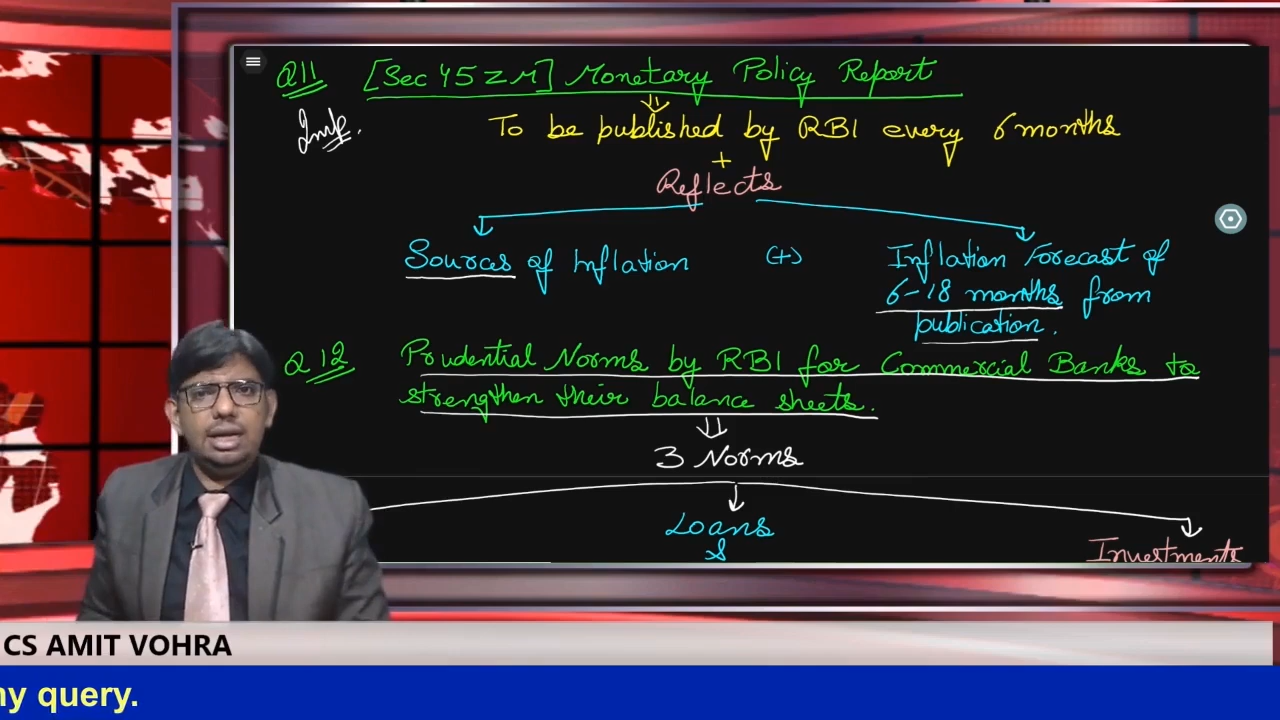 Q11 [Sec 45 Z M] Monetary Policy Report
Imp.
To be published by RBI every 6 months
+
Reflects
Sources of Inflation (+) Inflation Forecast of
6-18 months from
publication.
Q 12 Prudential Norms by RBI for Commercial Banks to
strengthen their balance sheets.
3 Norms
Loans
&
Investments
CS AMIT VOHRA
ny query.